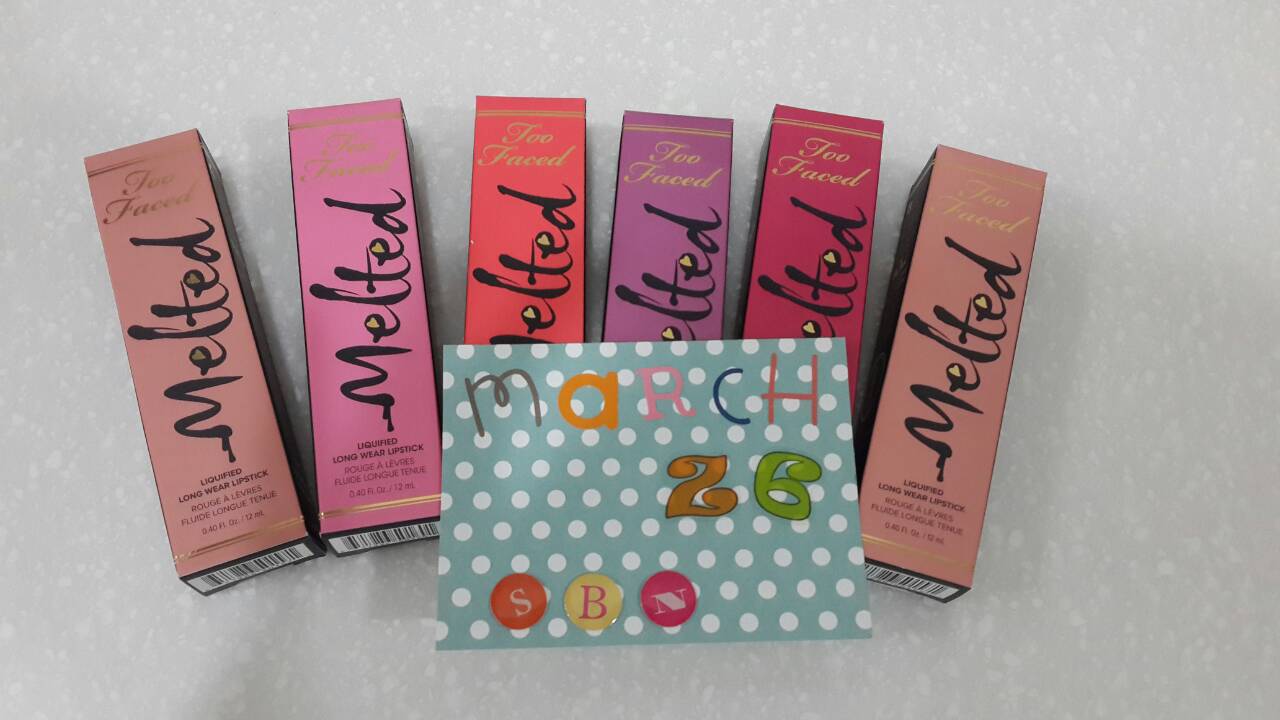 Too
Faced
Melted
LIQUIFIED
LONG WEAR LIPSTICK
ROUGE À LÈVRES
FLUIDE LONGUE TENUE
0.40 Fl. Oz. / 12 mL
Too
Faced
Melted
LIQUIFIED
LONG WEAR LIPSTICK
ROUGE À LÈVRES
FLUIDE LONGUE TENUE
0.40 Fl. Oz. / 12 mL
Too
Faced
Melted
Too
Faced
elted
Too
Faced
elted
Too
Faced
Melted
LIQUIFIED
LONG WEAR LIPSTICK
ROUGE À LÈVRES
FLUIDE LONGUE TENUE
0.40 Fl. Oz. / 12 mL
maRCH
26
SBN